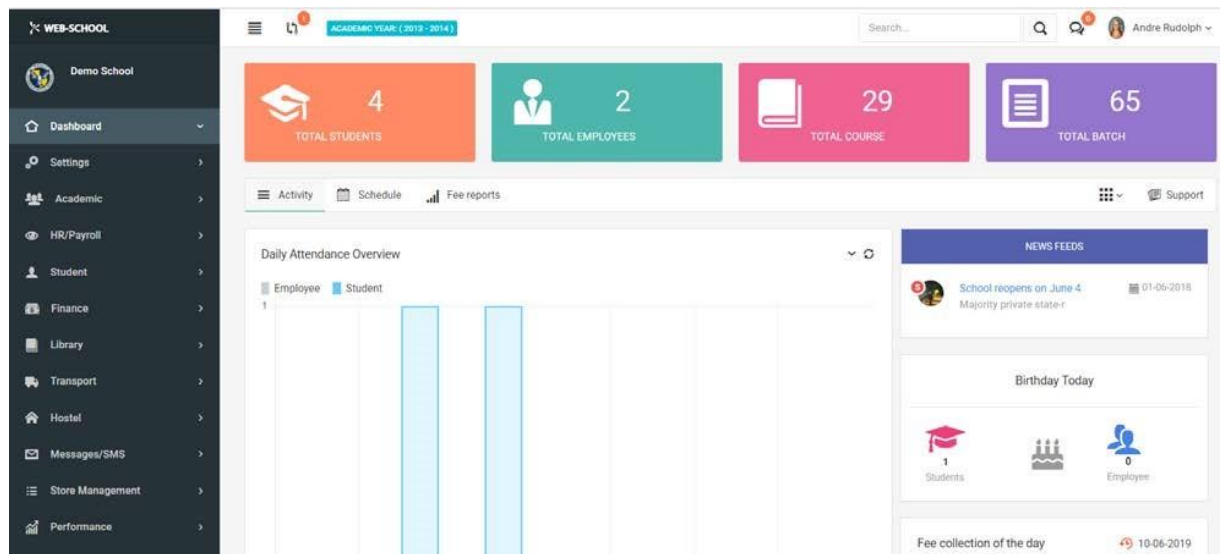 WEB-SCHOOL
ACADEMIC YEAR: ( 2013 - 2014 )
Search...
Andre Rudolph
Demo School
Dashboard
Settings
Academic
HR/Payroll
Student
Finance
Library
Transport
Hostel
Messages/SMS
Store Management
Performance
4
TOTAL STUDENTS
2
TOTAL EMPLOYEES
29
TOTAL COURSE
65
TOTAL BATCH
Activity
Schedule
Fee reports
Support
Daily Attendance Overview
Employee
Student
1
NEWS FEEDS
School reopens on June 4
01-06-2018
Majority private state-r
Birthday Today
1
Students
0
Employee
Fee collection of the day
10-06-2019